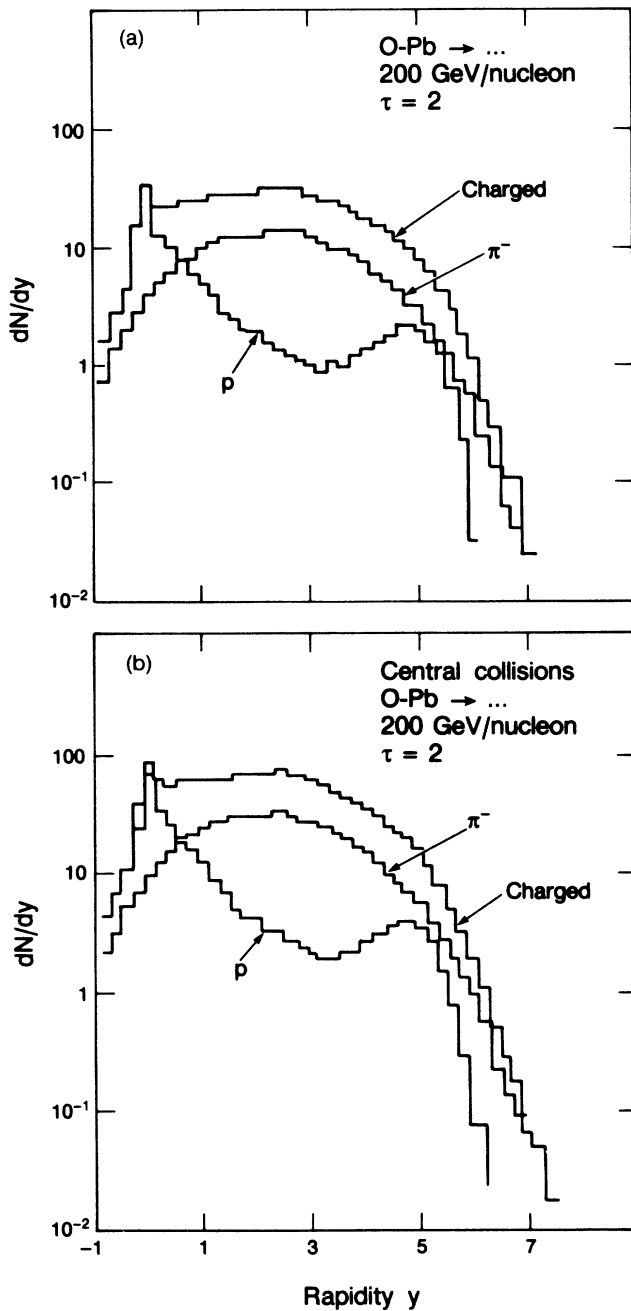 (a)
O-Pb → ...
200 GeV/nucleon
τ = 2
100
Charged
π⁻
10
dN/dy
1
p
10⁻¹
10⁻²
(b)
Central collisions
O-Pb → ...
200 GeV/nucleon
τ = 2
100
π⁻
Charged
10
dN/dy
p
1
10⁻¹
10⁻²
-1 1 3 5 7
Rapidity y